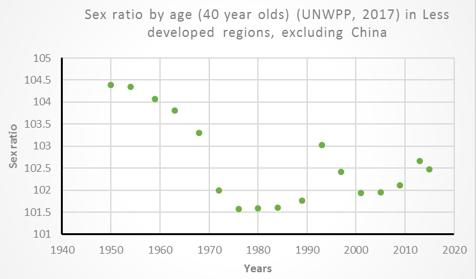 Sex ratio by age (40 year olds) (UNWPP, 2017) in Less
developed regions, excluding China
105
104.5
104
103.5
103
102.5
102
101.5
101
Sex ratio
1940 1950 1960 1970 1980 1990 2000 2010 2020
Years